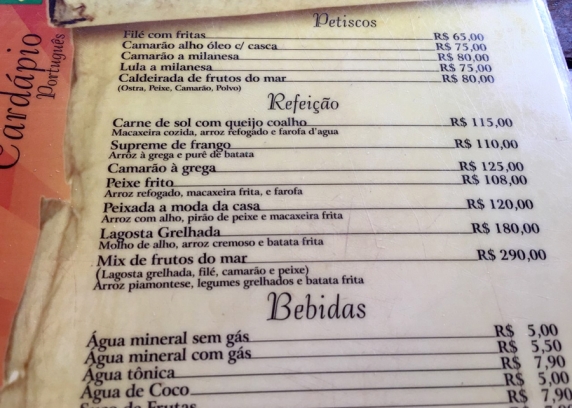 Cardápio
Português
Petiscos
Filé com fritas R$ 65,00
Camarão alho óleo c/ casca R$ 75,00
Camarão a milanesa R$ 80,00
Lula a milanesa R$ 75,00
Caldeirada de frutos do mar R$ 80,00
(Ostra, Peixe, Camarão, Polvo)
Refeição
Carne de sol com queijo coalho R$ 115,00
Macaxeira cozida, arroz refogado e farofa d'agua
Supreme de frango R$ 110,00
Arroz à grega e purê de batata
Camarão à grega R$ 125,00
Peixe frito R$ 108,00
Arroz refogado, macaxeira frita, e farofa
Peixada a moda da casa R$ 120,00
Arroz com alho, pirão de peixe e macaxeira frita
Lagosta Grelhada R$ 180,00
Molho de alho, arroz cremoso e batata frita
Mix de frutos do mar R$ 290,00
(Lagosta grelhada, filé, camarão e peixe)
Arroz piamontese, legumes grelhados e batata frita
Bebidas
Água mineral sem gás R$ 5,00
Água mineral com gás R$ 5,50
Água tônica R$ 7,90
Água de Coco R$ 5,00
de Frutas R$ 7,90